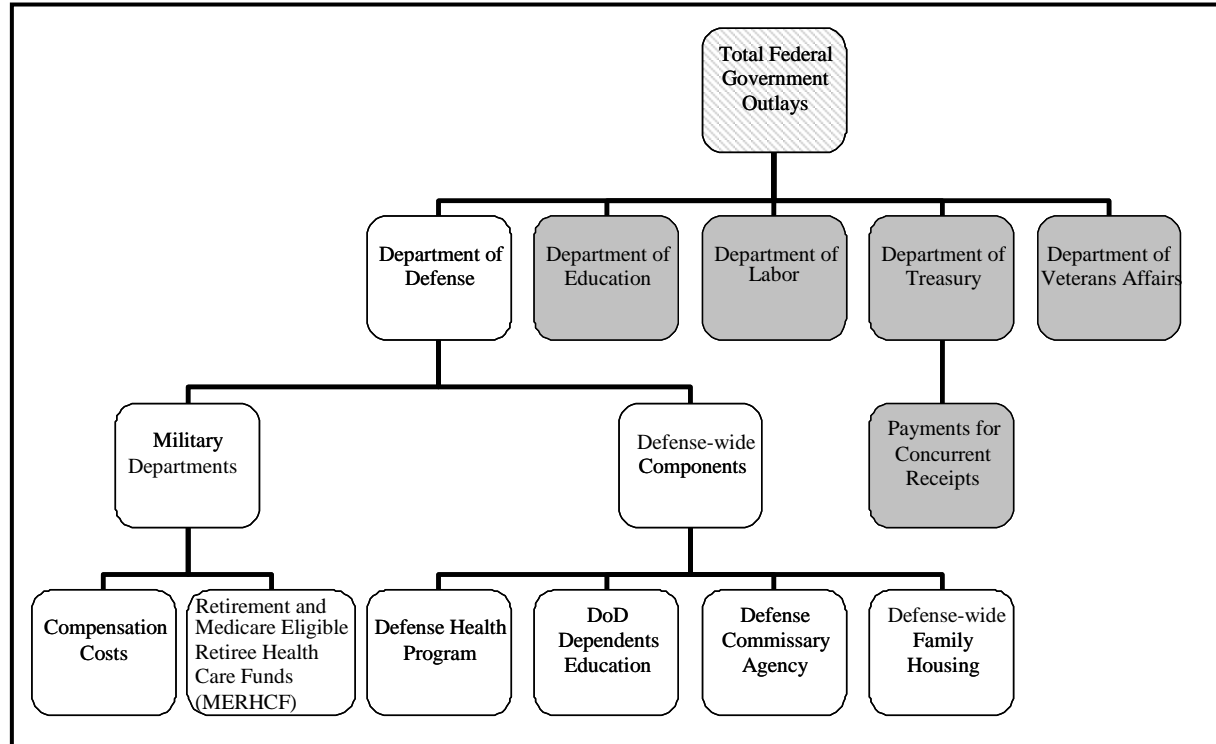 Total Federal
Government
Outlays
Department of
Defense
Department of
Education
Department of
Labor
Department of
Treasury
Department of
Veterans Affairs
Military
Departments
Defense-wide
Components
Payments for
Concurrent
Receipts
Compensation
Costs
Retirement and
Medicare Eligible
Retiree Health
Care Funds
(MERHCF)
Defense Health
Program
DoD
Dependents
Education
Defense
Commissary
Agency
Defense-wide
Family
Housing